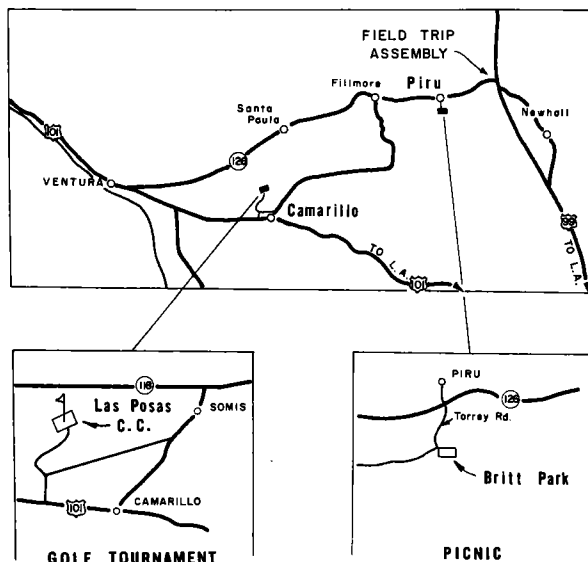 FIELD TRIP
ASSEMBLY
Fillmore
Piru
Santa
Paula
Newhall
101
126
VENTURA
Camarillo
99
TO L.A.
TO L.A.
101
118
Las Posas
C.C.
SOMIS
101
CAMARILLO
GOLF TOURNAMENT
PIRU
126
Torrey Rd.
Britt Park
PICNIC